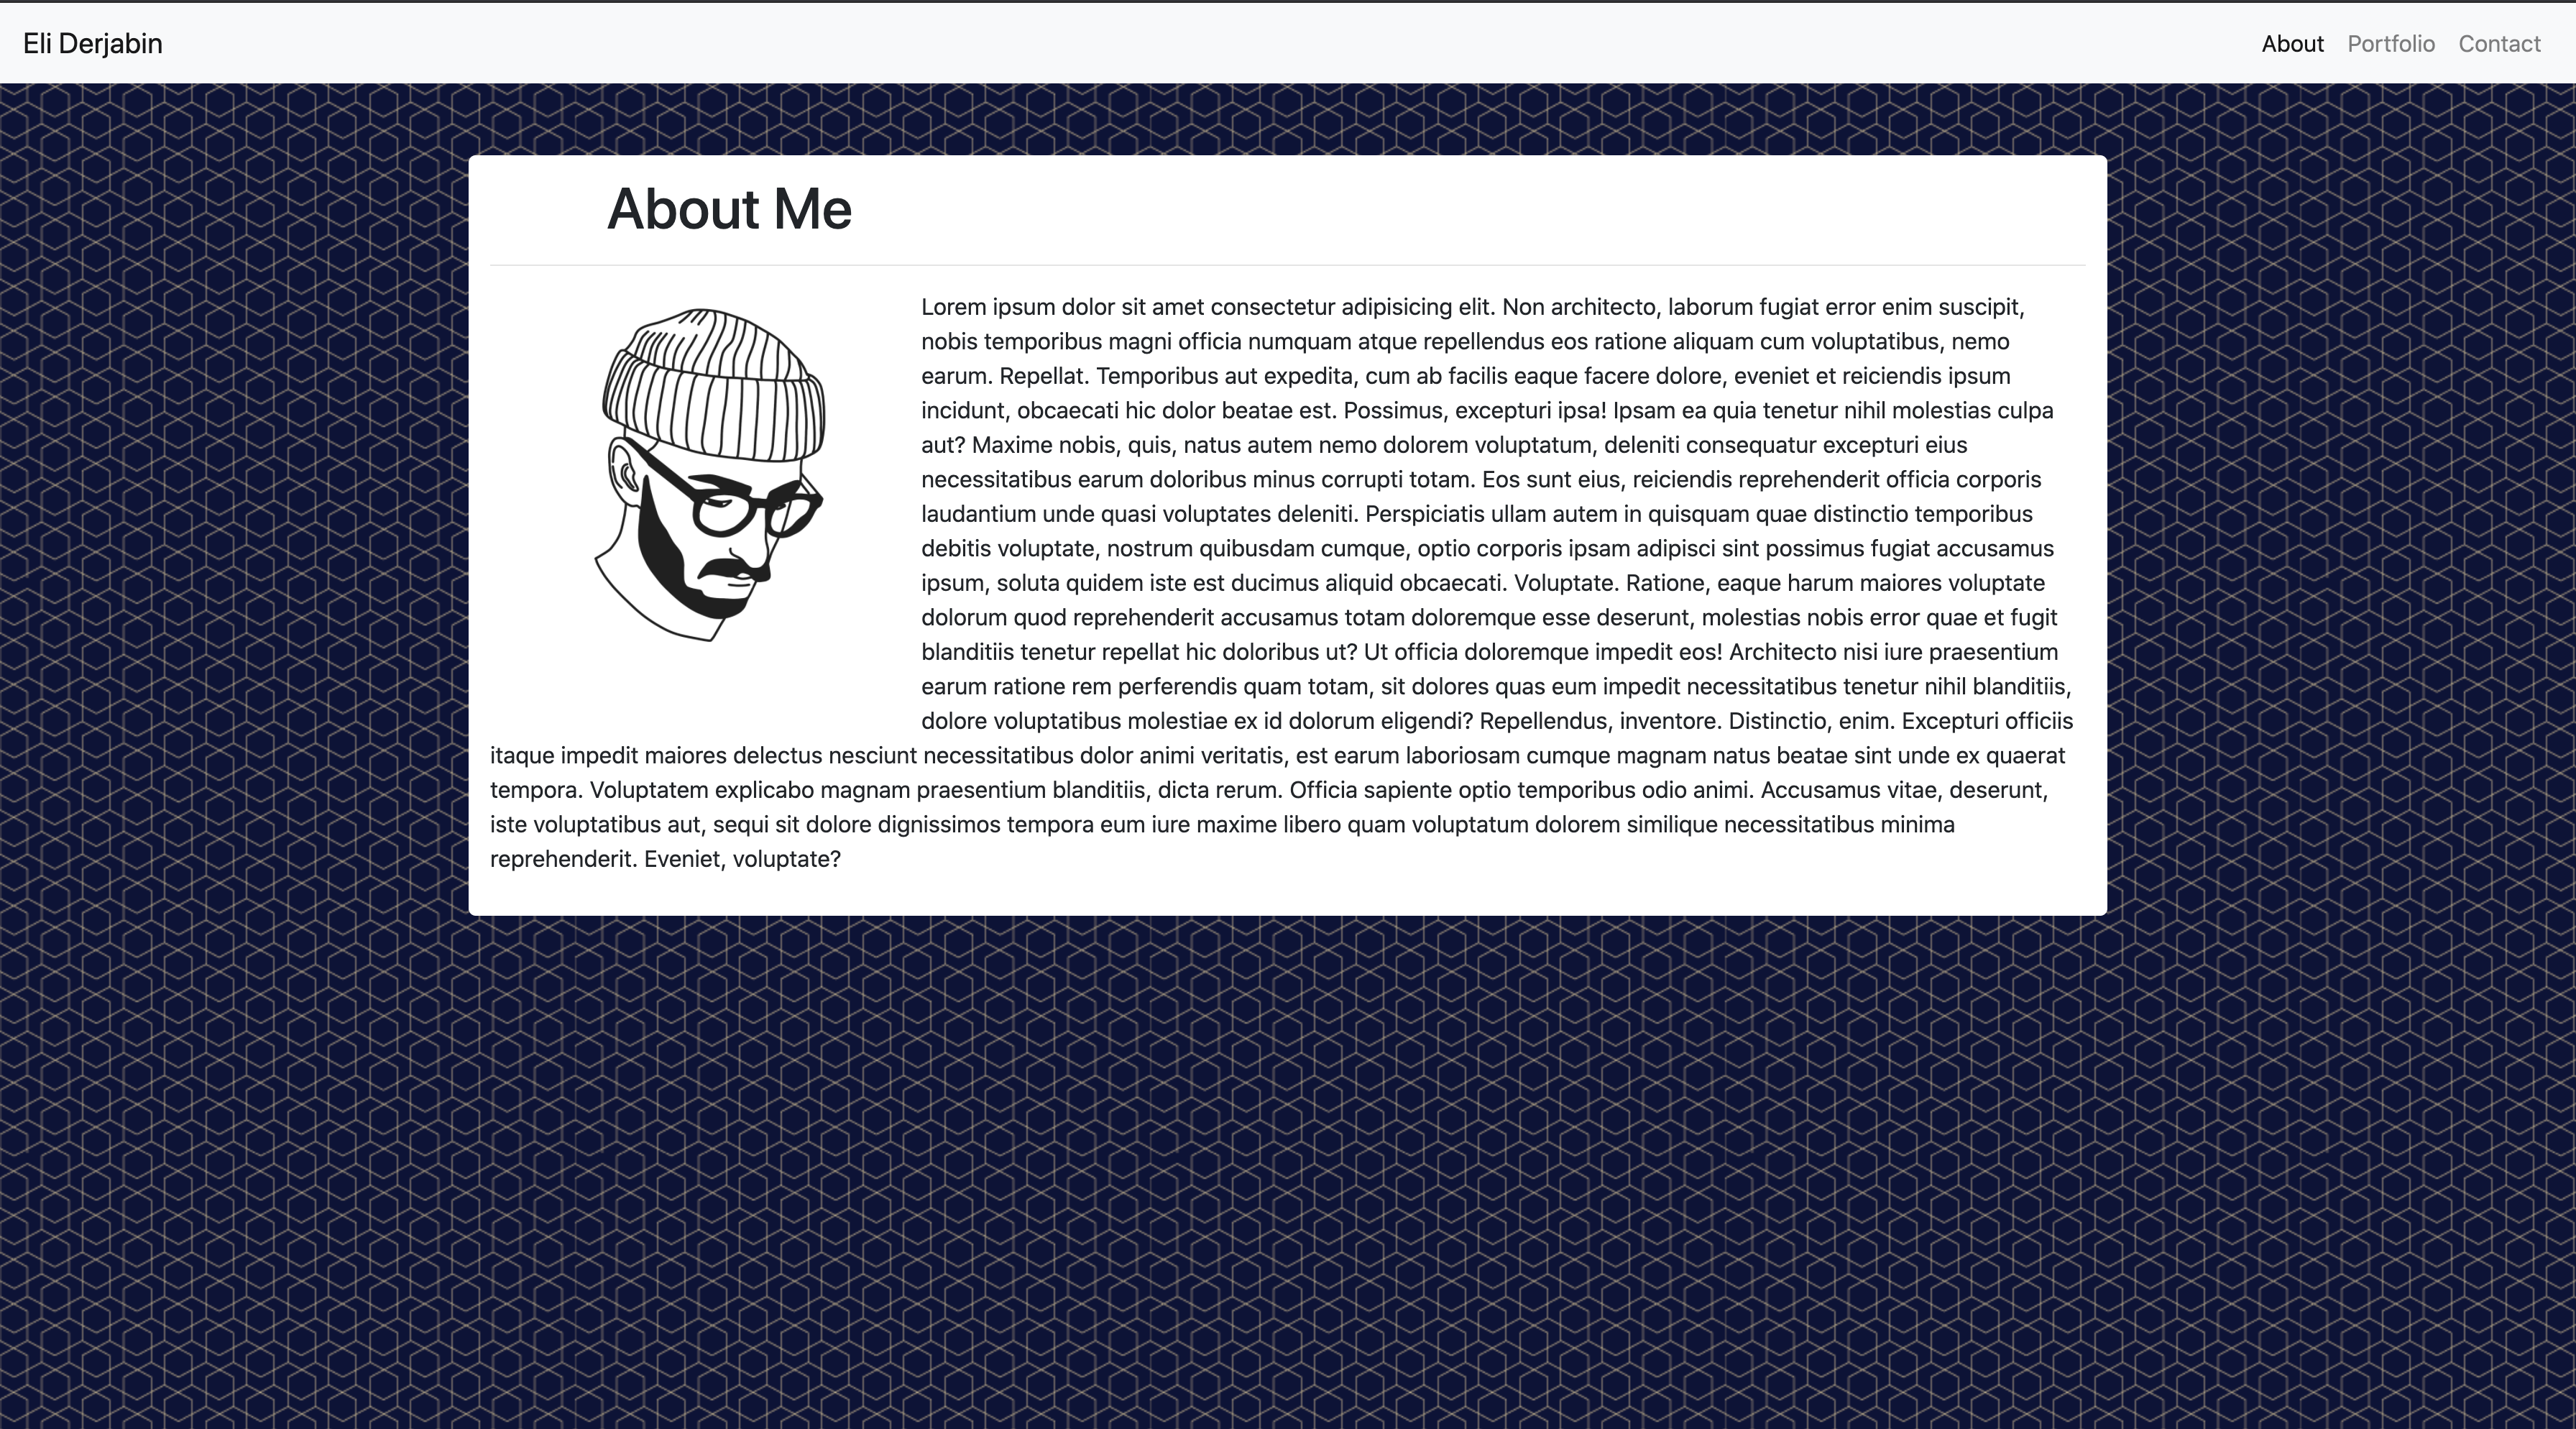 Eli Derjabin
About Portfolio Contact
About Me
Lorem ipsum dolor sit amet consectetur adipisicing elit. Non architecto, laborum fugiat error enim suscipit,
nobis temporibus magni officia numquam atque repellendus eos ratione aliquam cum voluptatibus, nemo
earum. Repellat. Temporibus aut expedita, cum ab facilis eaque facere dolore, eveniet et reiciendis ipsum
incidunt, obcaecati hic dolor beatae est. Possimus, excepturi ipsa! Ipsam ea quia tenetur nihil molestias culpa
aut? Maxime nobis, quis, natus autem nemo dolorem voluptatum, deleniti consequatur excepturi eius
necessitatibus earum doloribus minus corrupti totam. Eos sunt eius, reiciendis reprehenderit officia corporis
laudantium unde quasi voluptates deleniti. Perspiciatis ullam autem in quisquam quae distinctio temporibus
debitis voluptate, nostrum quibusdam cumque, optio corporis ipsam adipisci sint possimus fugiat accusamus
ipsum, soluta quidem iste est ducimus aliquid obcaecati. Voluptate. Ratione, eaque harum maiores voluptate
dolorum quod reprehenderit accusamus totam doloremque esse deserunt, molestias nobis error quae et fugit
blanditiis tenetur repellat hic doloribus ut? Ut officia doloremque impedit eos! Architecto nisi iure praesentium
earum ratione rem perferendis quam totam, sit dolores quas eum impedit necessitatibus tenetur nihil blanditiis,
dolore voluptatibus molestiae ex id dolorum eligendi? Repellendus, inventore. Distinctio, enim. Excepturi officiis
itaque impedit maiores delectus nesciunt necessitatibus dolor animi veritatis, est earum laboriosam cumque magnam natus beatae sint unde ex quaerat
tempora. Voluptatem explicabo magnam praesentium blanditiis, dicta rerum. Officia sapiente optio temporibus odio animi. Accusamus vitae, deserunt,
iste voluptatibus aut, sequi sit dolore dignissimos tempora eum iure maxime libero quam voluptatum dolorem similique necessitatibus minima
reprehenderit. Eveniet, voluptate?